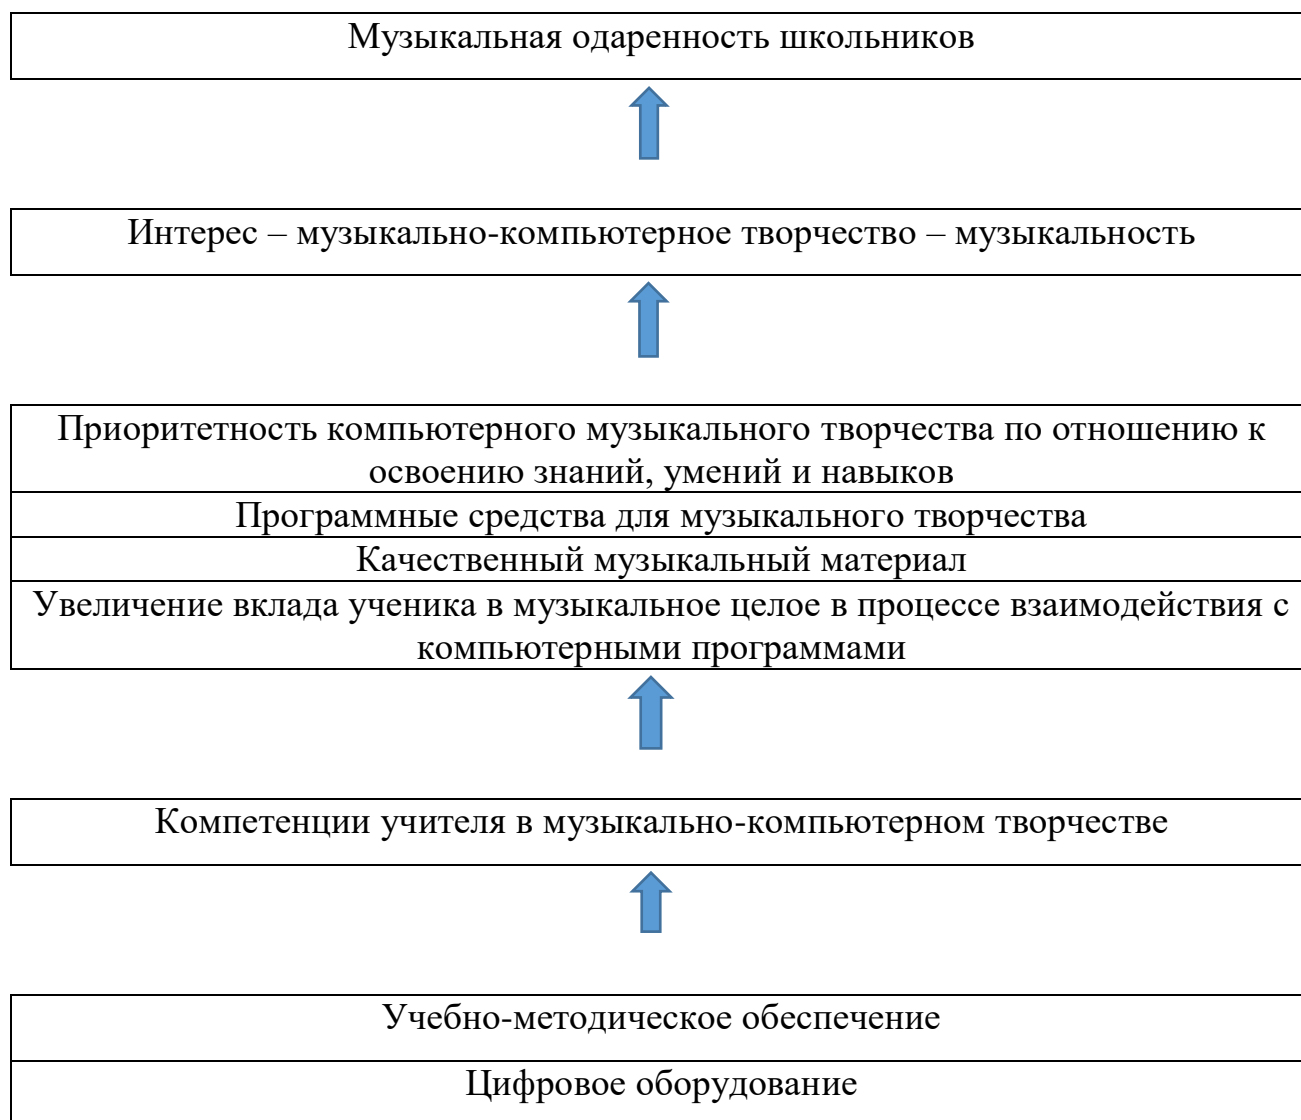 Музыкальная одаренность школьников
Интерес – музыкально-компьютерное творчество – музыкальность
Приоритетность компьютерного музыкального творчества по отношению к
освоению знаний, умений и навыков
Программные средства для музыкального творчества
Качественный музыкальный материал
Увеличение вклада ученика в музыкальное целое в процессе взаимодействия с
компьютерными программами
Компетенции учителя в музыкально-компьютерном творчестве
Учебно-методическое обеспечение
Цифровое оборудование